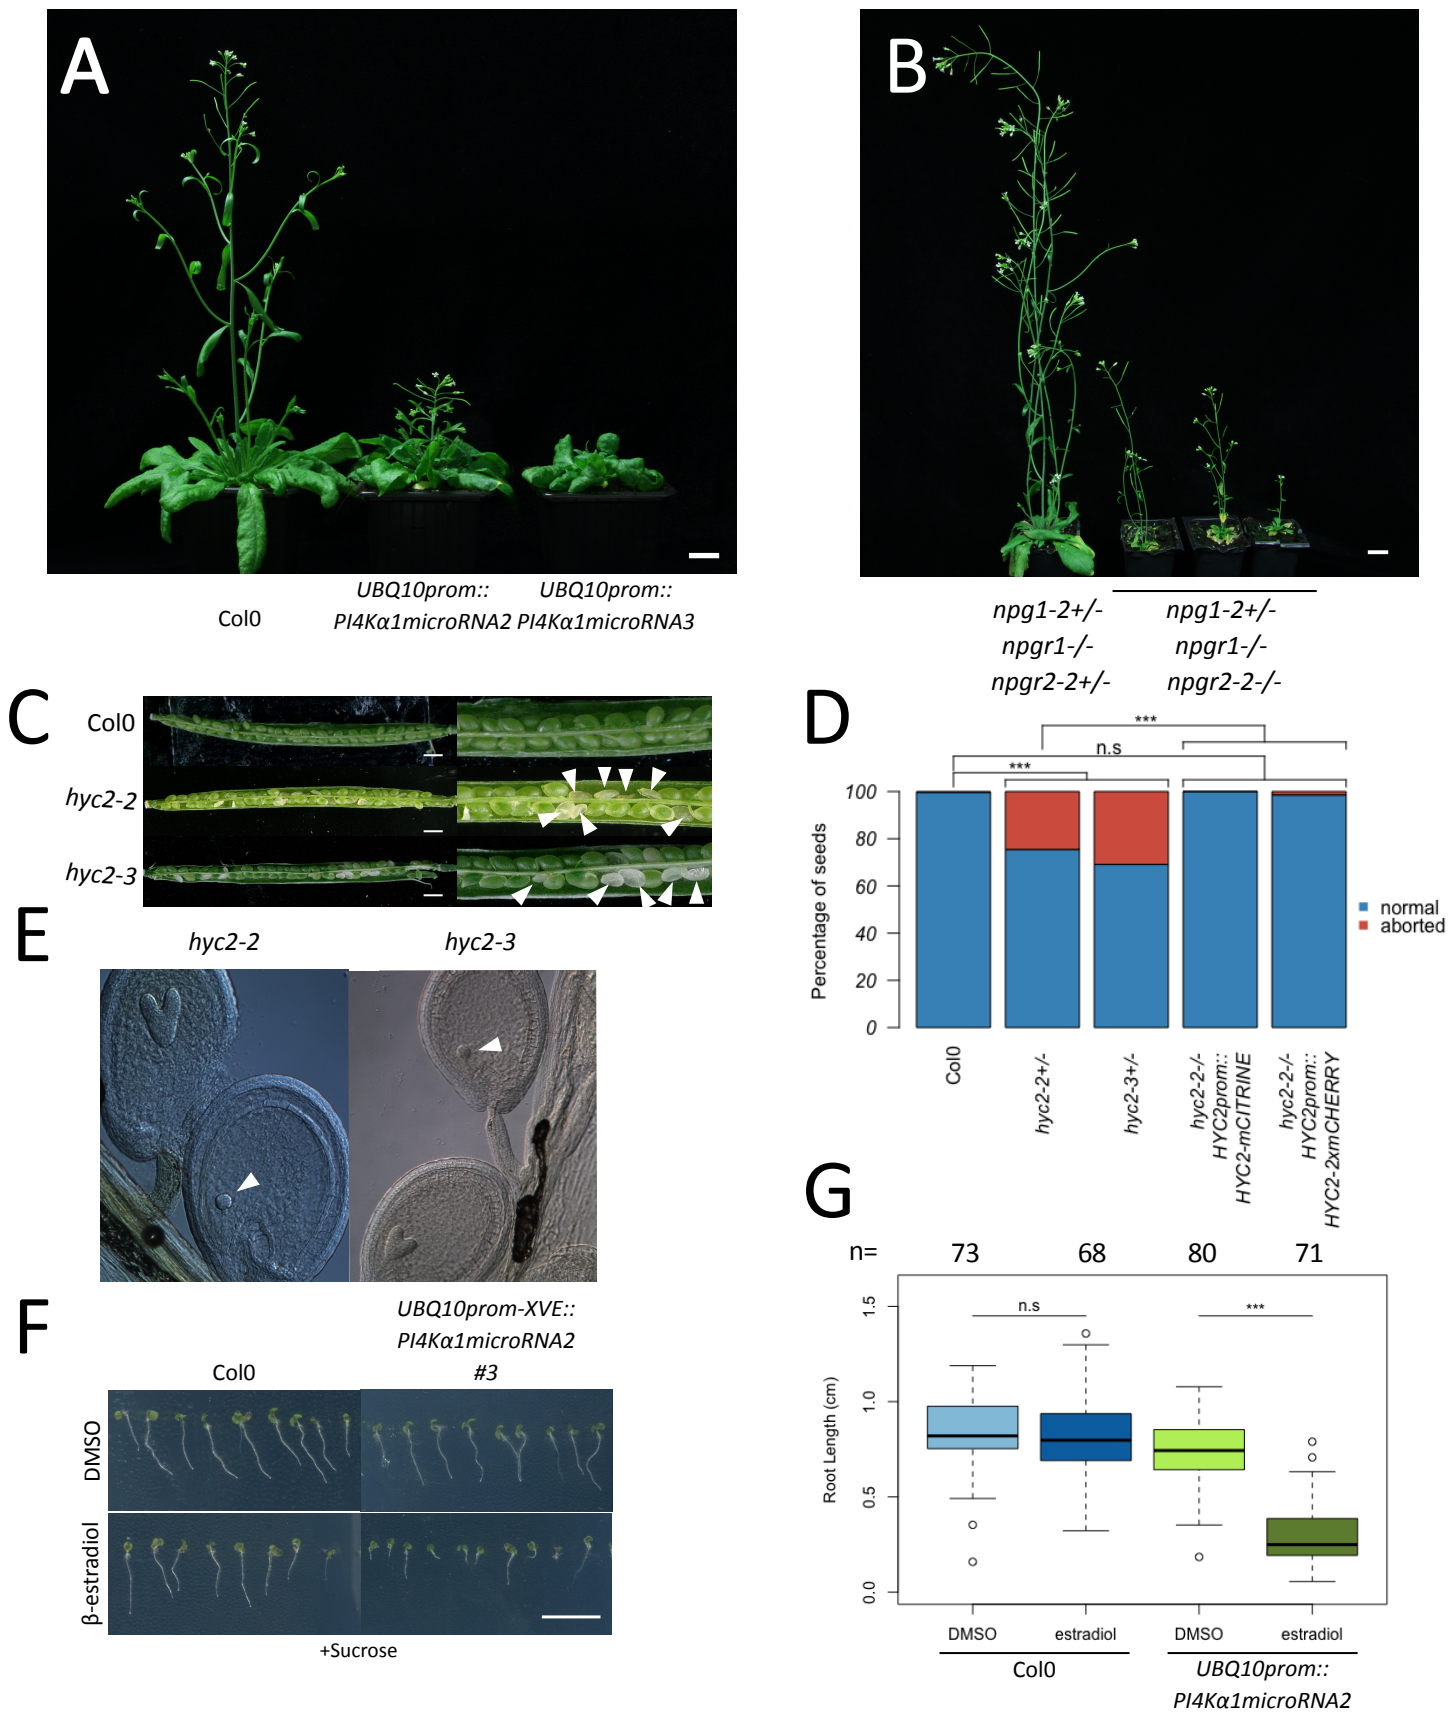 A
B
Col0
UBQ10prom::
PI4Kα1microRNA2
UBQ10prom::
PI4Kα1microRNA3
npg1-2+/-
npgr1-/-
npgr2-2+/-
npg1-2+/-
npgr1-/-
npgr2-2-/-
C
Col0
hyc2-2
hyc2-3
D
***
n.s
***
100
80
60
40
20
0
Percentage of seeds
normal
aborted
Col0
hyc2-2+/-
hyc2-3+/-
hyc2-2-/-
HYC2prom::
HYC2-mCITRINE
hyc2-2-/-
HYC2prom::
HYC2-2xmCHERRY
E
hyc2-2
hyc2-3
F
UBQ10prom-XVE::
PI4Kα1microRNA2
Col0
#3
DMSO
β-estradiol
+Sucrose
G
n=
73
68
80
71
n.s
***
1.5
1.0
0.5
0.0
Root Length (cm)
DMSO
estradiol
DMSO
estradiol
Col0
UBQ10prom::
PI4Kα1microRNA2